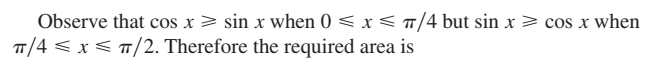 Observe that cos x ≥ sin x when 0 ≤ x ≤ π/4 but sin x ≥ cos x when
π/4 ≤ x ≤ π/2. Therefore the required area is